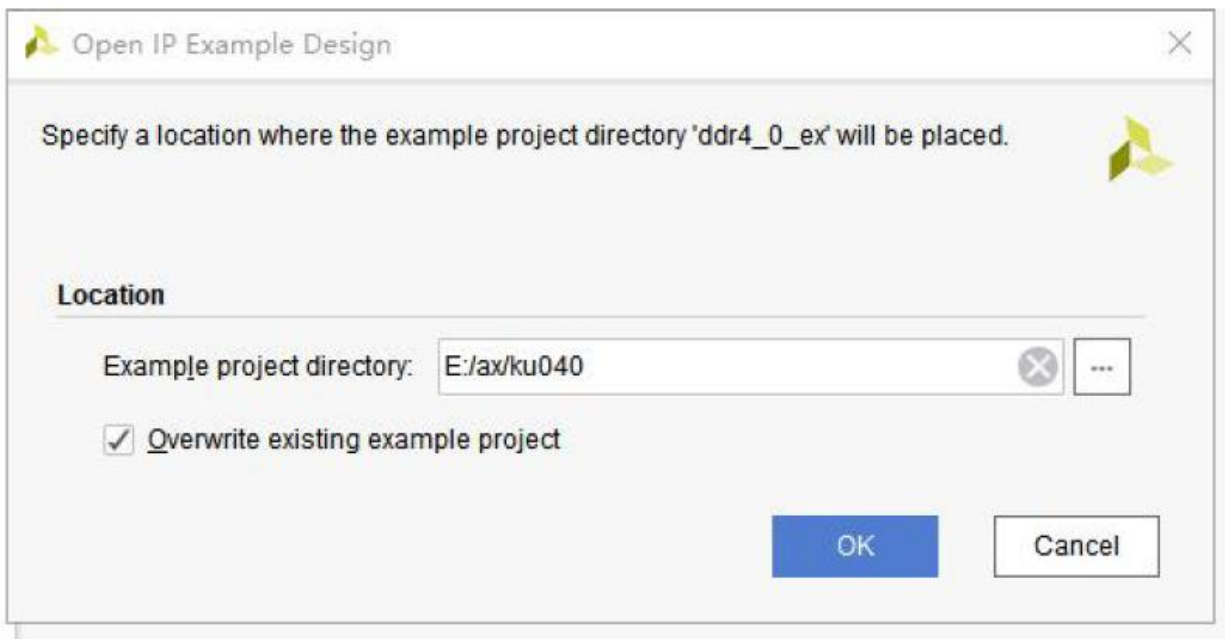 Open IP Example Design
Specify a location where the example project directory 'ddr4_0_ex' will be placed.
Location
Example project directory: E:/ax/ku040 ...
Overwrite existing example project
OK Cancel